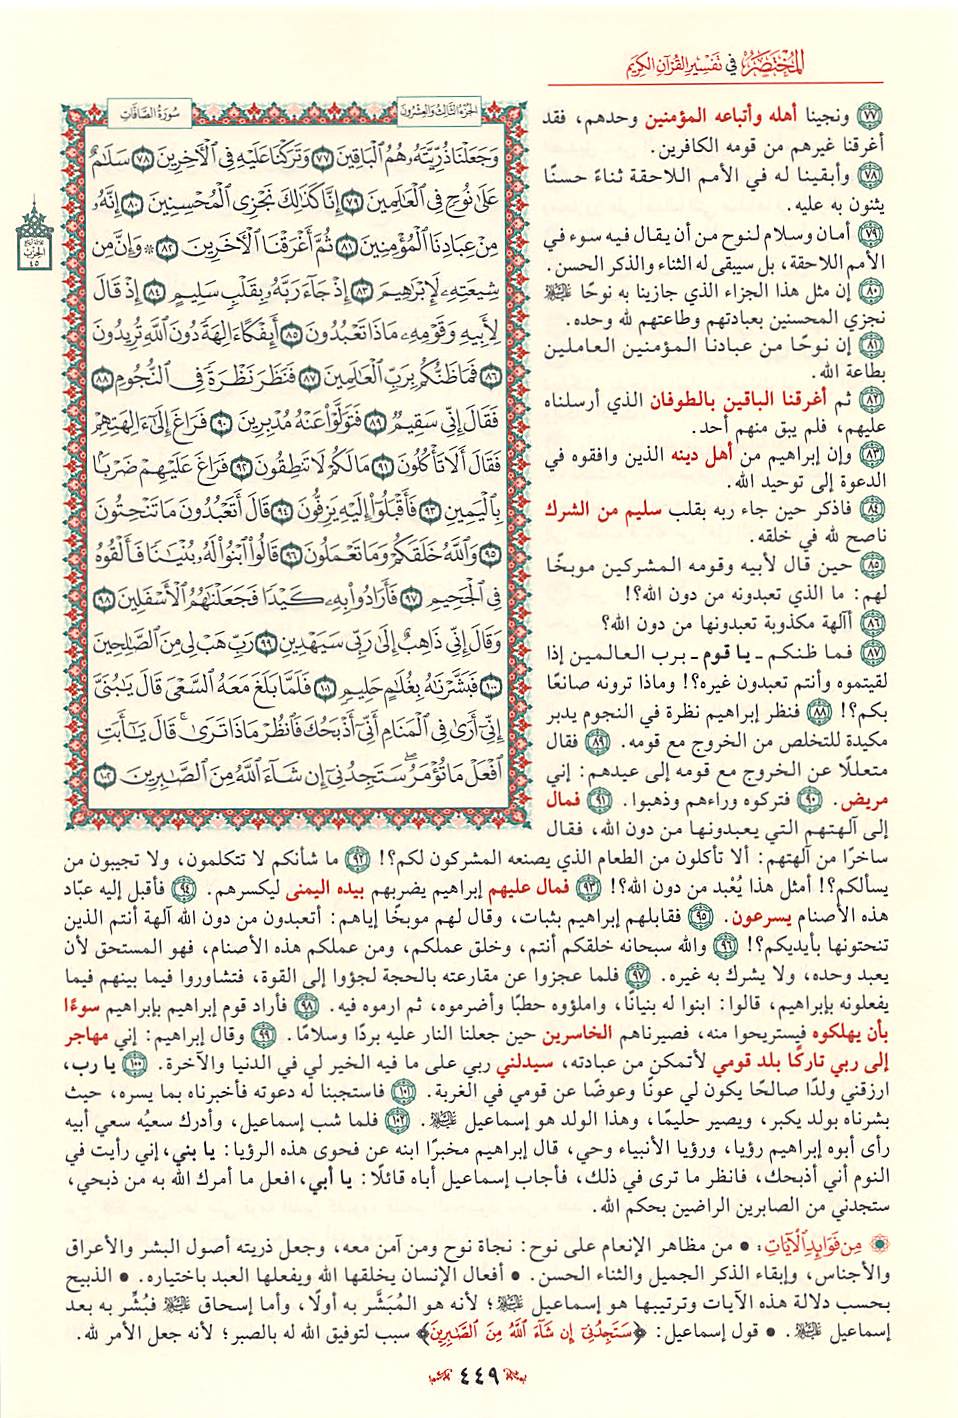 المختصر في تفسير القرآن الكريم
سورة الصافات
الجزء الثالث والعشرون
وَجَعَلْنَا ذُرِّيَّتَهُۥ هُمُ ٱلْبَاقِينَ ٧٧ وَتَرَكْنَا عَلَيْهِ فِى ٱلْـَٔاخِرِينَ ٧٨ سَلَٰمٌ
عَلَىٰ نُوحٍ فِى ٱلْعَٰلَمِينَ ٧٩ إِنَّا كَذَٰلِكَ نَجْزِى ٱلْمُحْسِنِينَ ٨٠ إِنَّهُۥ
مِنْ عِبَادِنَا ٱلْمُؤْمِنِينَ ٨١ ثُمَّ أَغْرَقْنَا ٱلْـَٔاخَرِينَ ٨٢ ۞ وَإِنَّ مِن
شِيعَتِهِۦ لَإِبْرَٰهِيمَ ٨٣ إِذْ جَآءَ رَبَّهُۥ بِقَلْبٍ سَلِيمٍ ٨٤ إِذْ قَالَ
لِأَبِيهِ وَقَوْمِهِۦ مَاذَا تَعْبُدُونَ ٨٥ أَئِفْكًا ءَالِهَةً دُونَ ٱللَّهِ تُرِيدُونَ
٨٦ فَمَا ظَنُّكُم بِرَبِّ ٱلْعَٰلَمِينَ ٨٧ فَنَظَرَ نَظْرَةً فِى ٱلنُّجُومِ ٨٨
فَقَالَ إِنِّى سَقِيمٌ ٨٩ فَتَوَلَّوْا۟ عَنْهُ مُدْبِرِينَ ٩٠ فَرَاغَ إِلَىٰٓ ءَالِهَتِهِمْ
فَقَالَ أَلَا تَأْكُلُونَ ٩١ مَا لَكُمْ لَا تَنطِقُونَ ٩٢ فَرَاغَ عَلَيْهِمْ ضَرْبًۢا
بِٱلْيَمِينِ ٩٣ فَأَقْبَلُوٓا۟ إِلَيْهِ يَزِفُّونَ ٩٤ قَالَ أَتَعْبُدُونَ مَا تَنْحِتُونَ
٩٥ وَٱللَّهُ خَلَقَكُمْ وَمَا تَعْمَلُونَ ٩٦ قَالُوا۟ ٱبْنُوا۟ لَهُۥ بُنْيَٰنًا فَأَلْقُوهُ
فِى ٱلْجَحِيمِ ٩٧ فَأَرَادُوا۟ بِهِۦ كَيْدًا فَجَعَلْنَٰهُمُ ٱلْأَسْفَلِينَ ٩٨
وَقَالَ إِنِّى ذَاهِبٌ إِلَىٰ رَبِّى سَيَهْدِينِ ٩٩ رَبِّ هَبْ لِى مِنَ ٱلصَّٰلِحِينَ
١٠٠ فَبَشَّرْنَٰهُ بِغُلَٰمٍ حَلِيمٍ ١٠١ فَلَمَّا بَلَغَ مَعَهُ ٱلسَّعْىَ قَالَ يَٰبُنَىَّ
إِنِّىٓ أَرَىٰ فِى ٱلْمَنَامِ أَنِّىٓ أَذْبَحُكَ فَٱنظُرْ مَاذَا تَرَىٰ ۚ قَالَ يَٰٓأَبَتِ
ٱفْعَلْ مَا تُؤْمَرُ ۖ سَتَجِدُنِىٓ إِن شَآءَ ٱللَّهُ مِنَ ٱلصَّٰبِرِينَ ١٠٢
الحزب
٤٥
٧٧ ونجينا أهله وأتباعه المؤمنين وحدهم، فقد
أغرقنا غيرهم من قومه الكافرين.
٧٨ وأبقينا له في الأمم اللاحقة ثناءً حسنًا
يثنون به عليه.
٧٩ أمان وسلام لنوح من أن يقال فيه سوء في
الأمم اللاحقة، بل سيبقى له الثناء والذكر الحسن.
٨٠ إن مثل هذا الجزاء الذي جازينا به نوحًا ﷺ
نجزي المحسنين بعبادتهم وطاعتهم لله وحده.
٨١ إن نوحًا من عبادنا المؤمنين العاملين
بطاعة الله.
٨٢ ثم أغرقنا الباقين بالطوفان الذي أرسلناه
عليهم، فلم يبق منهم أحد.
٨٣ وإن إبراهيم من أهل دينه الذين وافقوه في
الدعوة إلى توحيد الله.
٨٤ فاذكر حين جاء ربه بقلب سليم من الشرك
ناصح لله في خلقه.
٨٥ حين قال لأبيه وقومه المشركين موبخًا
لهم: ما الذي تعبدونه من دون الله؟!
٨٦ أآلهة مكذوبة تعبدونها من دون الله؟
٨٧ فما ظنكم ـ يا قوم ـ برب العالمين إذا
لقيتموه وأنتم تعبدون غيره؟! وماذا ترونه صانعًا
بكم؟! ٨٨ فنظر إبراهيم نظرة في النجوم يدبر
مكيدة للتخلص من الخروج مع قومه. ٨٩ فقال
متعللًا عن الخروج مع قومه إلى عيدهم: إني
مريض. ٩٠ فتركوه وراءهم وذهبوا. ٩١ فمال
إلى آلهتهم التي يعبدونها من دون الله، فقال
ساخرًا من آلهتهم: ألا تأكلون من الطعام الذي يصنعه المشركون لكم؟! ٩٢ ما شأنكم لا تتكلمون، ولا تجيبون من
يسألكم؟! أمثل هذا يُعْبد من دون الله؟! ٩٣ فمال عليهم إبراهيم يضربهم بيده اليمنى ليكسرهم. ٩٤ فأقبل إليه عبّاد
هذه الأصنام يسرعون. ٩٥ فقابلهم إبراهيم بثبات، وقال لهم موبخًا إياهم: أتعبدون من دون الله آلهة أنتم الذين
تنحتونها بأيديكم؟! ٩٦ والله سبحانه خلقكم أنتم، وخلق عملكم، ومن عملكم هذه الأصنام، فهو المستحق لأن
يعبد وحده، ولا يشرك به غيره. ٩٧ فلما عجزوا عن مقارعته بالحجة لجؤوا إلى القوة، فتشاوروا فيما بينهم فيما
يفعلونه بإبراهيم، قالوا: ابنوا له بنيانًا، واملؤوه حطبًا وأضرموه، ثم ارموه فيه. ٩٨ فأراد قوم إبراهيم بإبراهيم سوءًا
بأن يهلكوه فيستريحوا منه، فصيرناهم الخاسرين حين جعلنا النار عليه بردًا وسلامًا. ٩٩ وقال إبراهيم: إني مهاجر
إلى ربي تاركًا بلد قومي لأتمكن من عبادته، سيدلني ربي على ما فيه الخير لي في الدنيا والآخرة. ١٠٠ يا رب،
ارزقني ولدًا صالحًا يكون لي عونًا وعوضًا عن قومي في الغربة. ١٠١ فاستجبنا له دعوته فأخبرناه بما يسره، حيث
بشرناه بولد يكبر، ويصير حليمًا، وهذا الولد هو إسماعيل ﷺ. ١٠٢ فلما شب إسماعيل، وأدرك سعيُه سعي أبيه
رأى أبوه إبراهيم رؤيا، ورؤيا الأنبياء وحي، قال إبراهيم مخبرًا ابنه عن فحوى هذه الرؤيا: يا بني، إني رأيت في
النوم أني أذبحك، فانظر ما ترى في ذلك، فأجاب إسماعيل أباه قائلًا: يا أبي، افعل ما أمرك الله به من ذبحي،
ستجدني من الصابرين الراضين بحكم الله.
من فوائد الآيات: • من مظاهر الإنعام على نوح: نجاة نوح ومن آمن معه، وجعل ذريته أصول البشر والأعراق
والأجناس، وإبقاء الذكر الجميل والثناء الحسن. • أفعال الإنسان يخلقها الله ويفعلها العبد باختياره. • الذبيح
بحسب دلالة هذه الآيات وترتيبها هو إسماعيل ﷺ؛ لأنه هو المُبَشَّر به أولًا، وأما إسحاق ﷺ فبُشِّر به بعد
إسماعيل ﷺ. • قول إسماعيل: ﴿سَتَجِدُنِىٓ إِن شَآءَ ٱللَّهُ مِنَ ٱلصَّٰبِرِينَ﴾ سبب لتوفيق الله له بالصبر؛ لأنه جعل الأمر لله.
٤٤٩